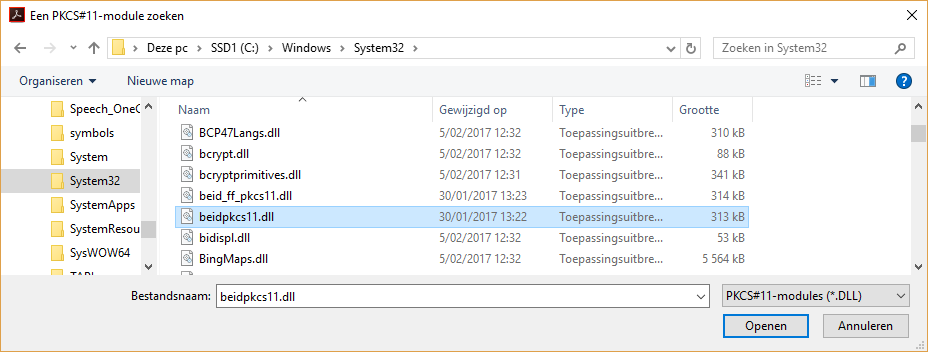 Een PKCS#11-module zoeken
Deze pc > SSD1 (C:) > Windows > System32 >
Zoeken in System32
Organiseren Nieuwe map
Naam Gewijzigd op Type Grootte
Speech_OneC
symbols
System
System32
SystemApps
SystemResou
SysWOW64
TAPI
BCP47Langs.dll 5/02/2017 12:32 Toepassingsuitbre... 310 kB
bcrypt.dll 5/02/2017 12:32 Toepassingsuitbre... 88 kB
bcryptprimitives.dll 5/02/2017 12:31 Toepassingsuitbre... 341 kB
beid_ff_pkcs11.dll 30/01/2017 13:23 Toepassingsuitbre... 314 kB
beidpkcs11.dll 30/01/2017 13:22 Toepassingsuitbre... 313 kB
bidispl.dll 5/02/2017 12:32 Toepassingsuitbre... 53 kB
BingMaps.dll 5/02/2017 12:32 Toepassingsuitbre... 5 564 kB
Bestandsnaam: beidpkcs11.dll PKCS#11-modules (*.DLL)
Openen Annuleren